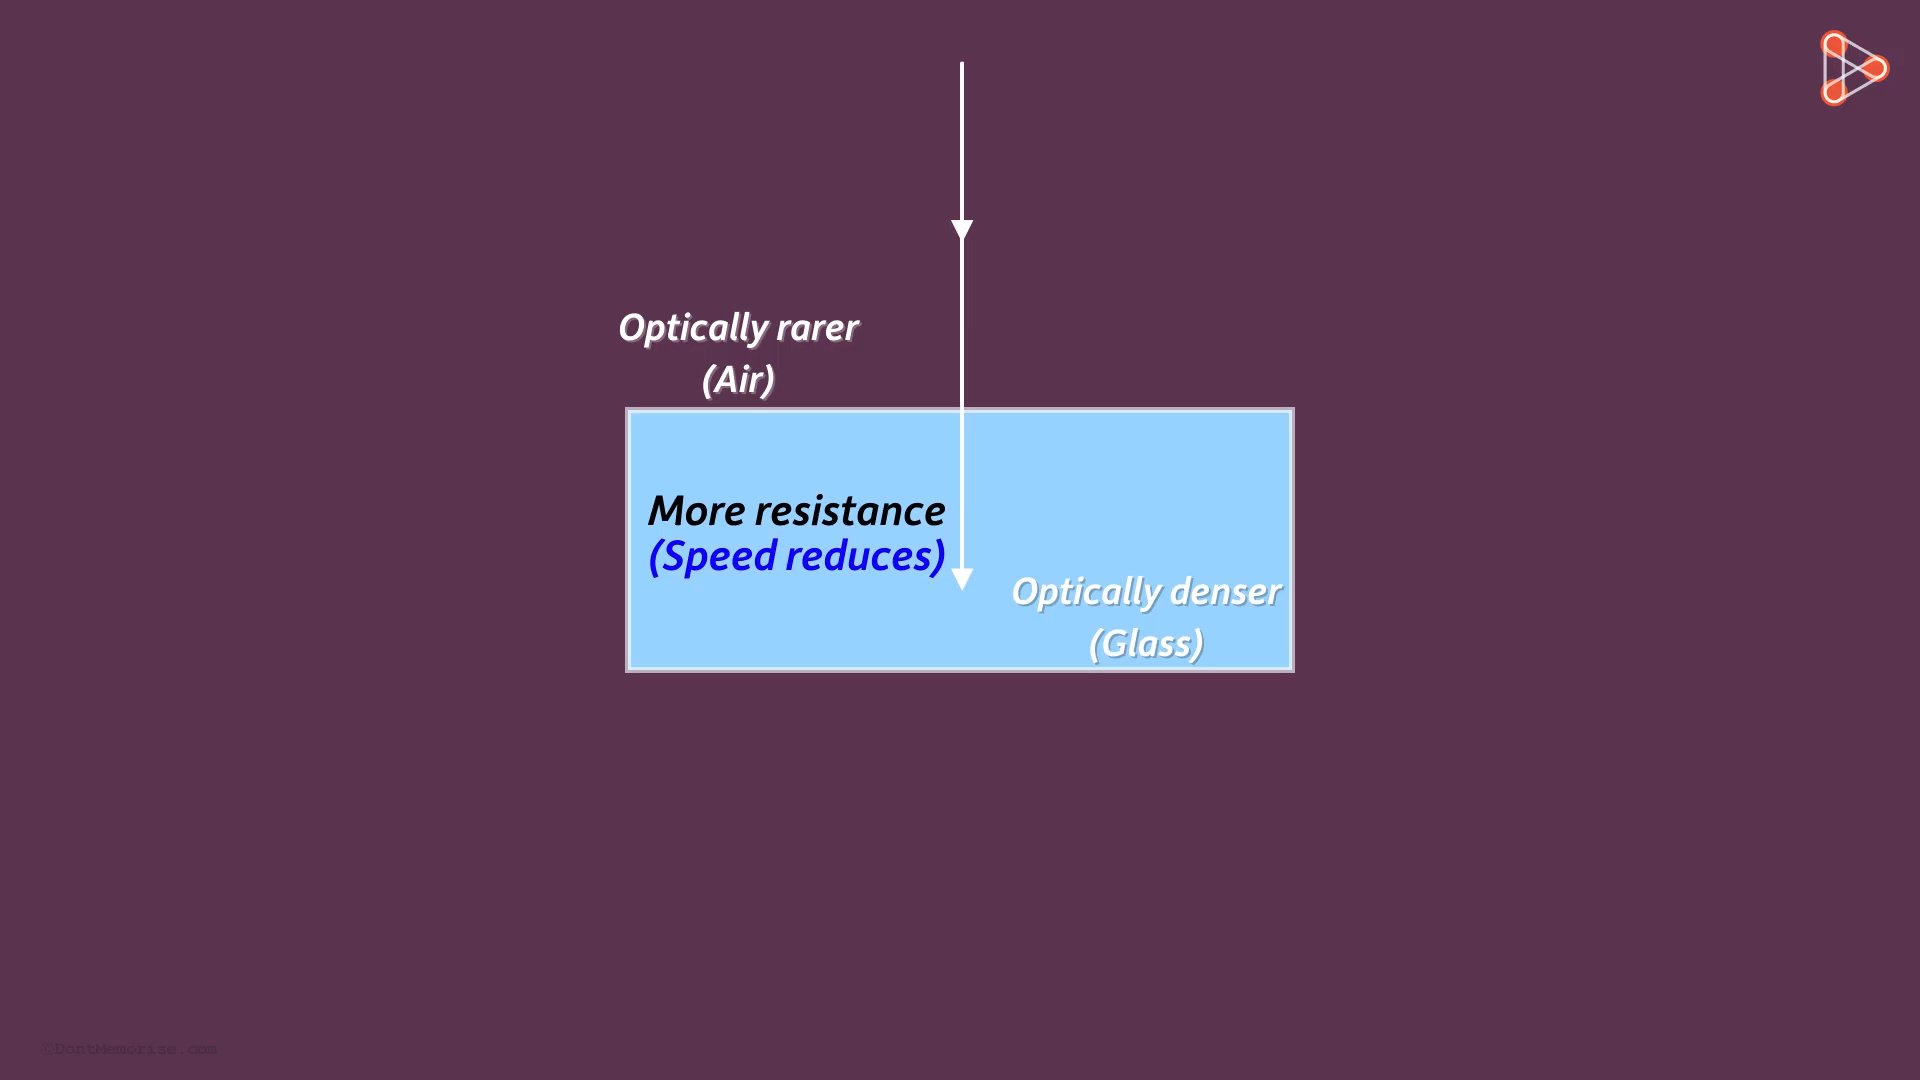 Optically rarer
(Air)
More resistance
(Speed reduces)
Optically denser
(Glass)
©DontMemorise.com